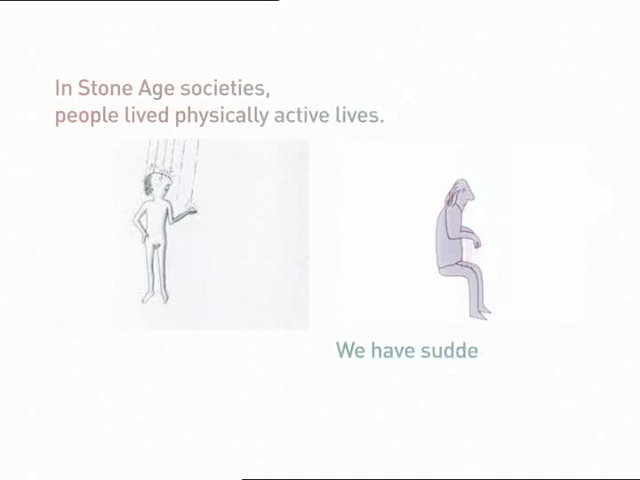 In Stone Age societies,
people lived physically active lives.
We have sudde